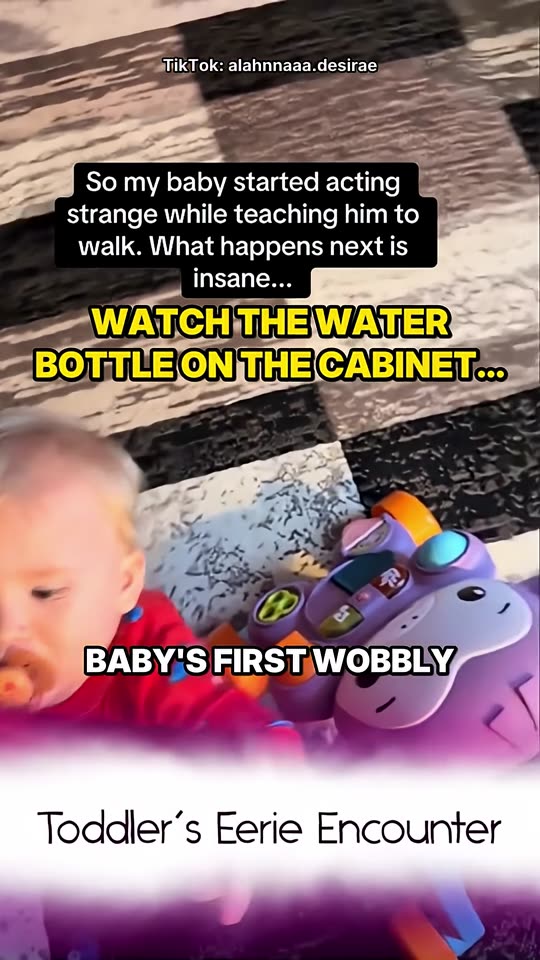 TikTok: alahnnaaa.desirae
So my baby started acting
strange while teaching him to
walk. What happens next is
insane...
WATCH THE WATER
BOTTLE ON THE CABINET...
BABY'S FIRST WOBBLY
Toddler's Eerie Encounter